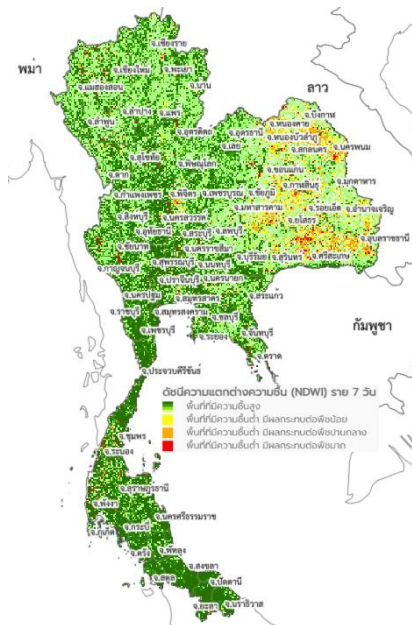 จ.เชียงราย
พม่า
จ.เชียงใหม่
จ.พะเยา
ลาว
จ.แม่ฮ่องสอน
จ.น่าน
จ.บึงกาฬ
จ.ลำปาง
จ.แพร่
จ.หนองคาย
จ.ลำพูน
จ.อุตรดิตถ์
จ.อุดรธานี
จ.หนองบัวลำภู
จ.นครพนม
จ.สุโขทัย
จ.เลย
จ.สกลนคร
จ.พิษณุโลก
จ.ตาก
จ.ขอนแก่น
จ.มุกดาหาร
จ.กาฬสินธุ์
จ.กำแพงเพชร
จ.พิจิตร
จ.เพชรบูรณ์
จ.ชัยภูมิ
จ.มหาสารคาม
จ.ร้อยเอ็ด
จ.อำนาจเจริญ
จ.สิงห์บุรี
จ.นครสวรรค์
จ.ยโสธร
จ.อุทัยธานี
จ.สระบุรี
จ.ลพบุรี
จ.อุบลราชธานี
จ.ชัยนาท
จ.นครราชสีมา
จ.บุรีรัมย์
จ.สุรินทร์
จ.ศรีสะเกษ
จ.สุพรรณบุรี
จ.นนทบุรี
จ.กาญจนบุรี
จ.ปราจีนบุรี
จ.นครนายก
จ.นครปฐม
จ.สมุทรสาคร
จ.สระแก้ว
จ.ราชบุรี
จ.สมุทรสงคราม
จ.ชลบุรี
กัมพูชา
จ.เพชรบุรี
จ.ระยอง
จ.จันทบุรี
จ.ตราด
จ.ประจวบคีรีขันธ์
ดัชนีความแตกต่างความชื้น (NDWI) ราย 7 วัน
พื้นที่ที่มีความชื้นสูง
พื้นที่ที่มีความชื้นต่ำ มีผลกระทบต่อพืชน้อย
พื้นที่ที่มีความชื้นต่ำ มีผลกระทบต่อพืชปานกลาง
พื้นที่ที่มีความชื้นต่ำ มีผลกระทบต่อพืชมาก
จ.ชุมพร
จ.ระนอง
จ.สุราษฎร์ธานี
จ.พังงา
จ.นครศรีธรรมราช
จ.กระบี่
จ.ภูเก็ต
จ.ตรัง
จ.พัทลุง
จ.สงขลา
จ.สตูล
จ.ปัตตานี
จ.ยะลา
จ.นราธิวาส